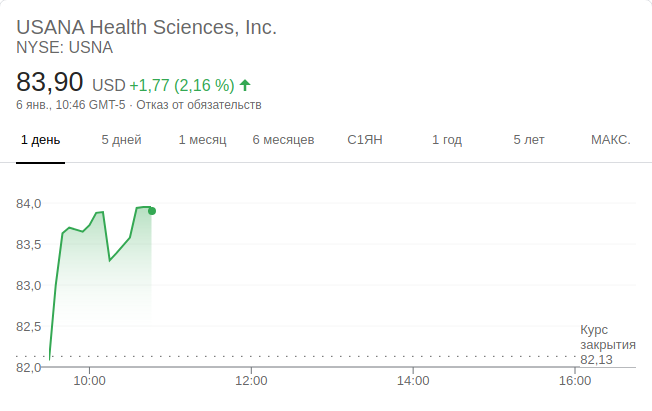 USANA Health Sciences, Inc.
NYSE: USNA
83,90 USD +1,77 (2,16 %)
6 янв., 10:46 GMT-5 · Отказ от обязательств
1 день 5 дней 1 месяц 6 месяцев С1ЯН 1 год 5 лет МАКС.
84,0
83,5
83,0
82,5
Курс
закрытия
82,13
82,0
10:00 12:00 14:00 16:00